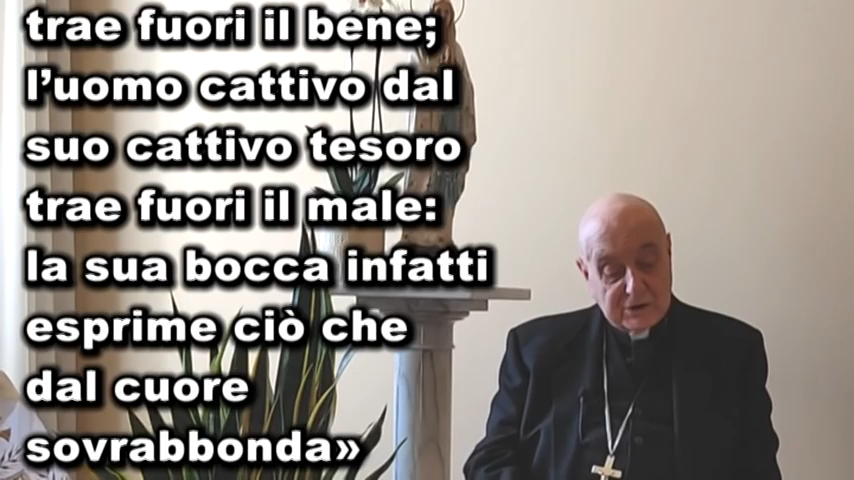 trae fuori il bene;
l’uomo cattivo dal
suo cattivo tesoro
trae fuori il male:
la sua bocca infatti
esprime ciò che
dal cuore
sovrabbonda»